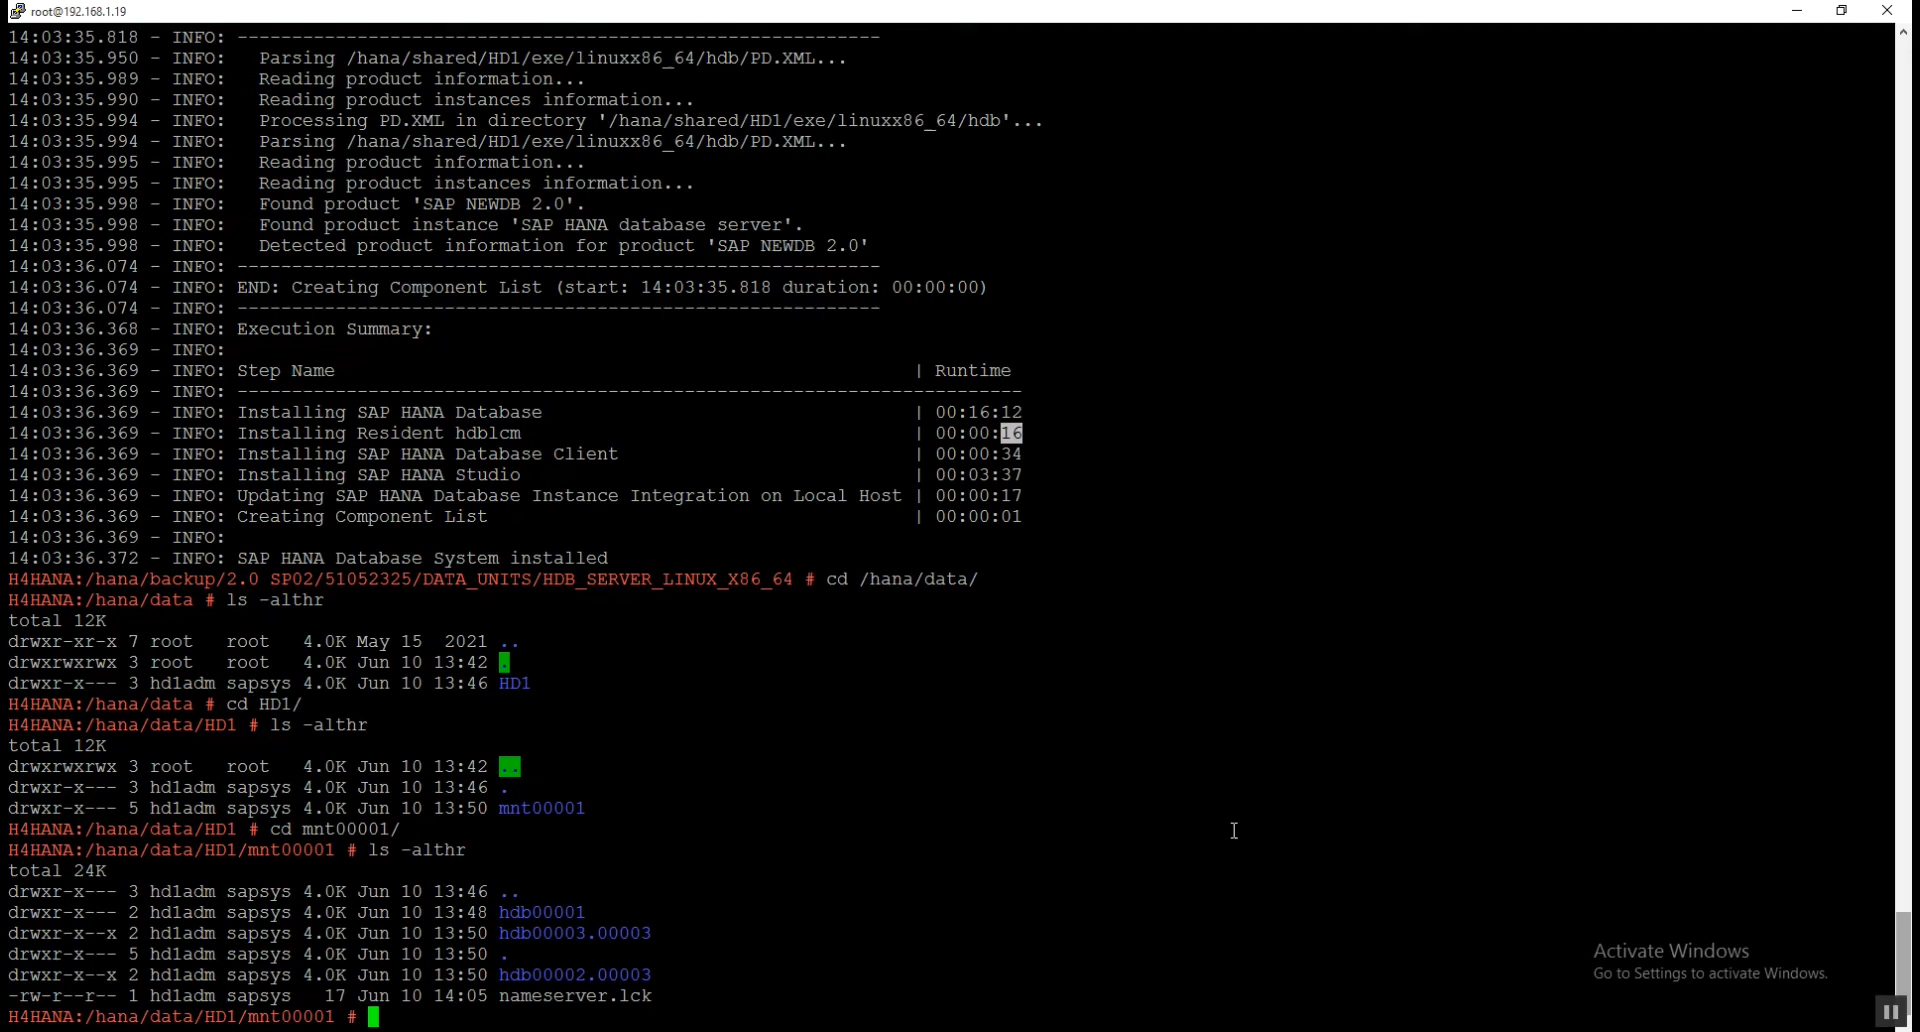 root@192.168.1.19
14:03:35.818 - INFO: -----------------------------------------------------------
14:03:35.950 - INFO:   Parsing /hana/shared/HD1/exe/linuxx86_64/hdb/PD.XML...
14:03:35.989 - INFO:   Reading product information...
14:03:35.990 - INFO:   Reading product instances information...
14:03:35.994 - INFO:   Processing PD.XML in directory '/hana/shared/HD1/exe/linuxx86_64/hdb'...
14:03:35.994 - INFO:   Parsing /hana/shared/HD1/exe/linuxx86_64/hdb/PD.XML...
14:03:35.995 - INFO:   Reading product information...
14:03:35.995 - INFO:   Reading product instances information...
14:03:35.998 - INFO:   Found product 'SAP NEWDB 2.0'.
14:03:35.998 - INFO:   Found product instance 'SAP HANA database server'.
14:03:35.998 - INFO:   Detected product information for product 'SAP NEWDB 2.0'
14:03:36.074 - INFO: -----------------------------------------------------------
14:03:36.074 - INFO: END: Creating Component List (start: 14:03:35.818 duration: 00:00:00)
14:03:36.074 - INFO: -----------------------------------------------------------
14:03:36.368 - INFO: Execution Summary:
14:03:36.369 - INFO:
14:03:36.369 - INFO: Step Name                                                     | Runtime
14:03:36.369 - INFO: ------------------------------------------------------------------------
14:03:36.369 - INFO: Installing SAP HANA Database                                  | 00:16:12
14:03:36.369 - INFO: Installing Resident hdblcm                                    | 00:00:16
14:03:36.369 - INFO: Installing SAP HANA Database Client                           | 00:00:34
14:03:36.369 - INFO: Installing SAP HANA Studio                                    | 00:03:37
14:03:36.369 - INFO: Updating SAP HANA Database Instance Integration on Local Host | 00:00:17
14:03:36.369 - INFO: Creating Component List                                       | 00:00:01
14:03:36.369 - INFO:
14:03:36.372 - INFO: SAP HANA Database System installed
H4HANA:/hana/backup/2.0 SP02/51052325/DATA_UNITS/HDB_SERVER_LINUX_X86_64 # cd /hana/data/
H4HANA:/hana/data # ls -althr
total 12K
drwxr-xr-x 7 root   root   4.0K May 15  2021 ..
drwxrwxrwx 3 root   root   4.0K Jun 10 13:42 .
drwxr-x--- 3 hd1adm sapsys 4.0K Jun 10 13:46 HD1
H4HANA:/hana/data # cd HD1/
H4HANA:/hana/data/HD1 # ls -althr
total 12K
drwxrwxrwx 3 root   root   4.0K Jun 10 13:42 ..
drwxr-x--- 3 hd1adm sapsys 4.0K Jun 10 13:46 .
drwxr-x--- 5 hd1adm sapsys 4.0K Jun 10 13:50 mnt00001
H4HANA:/hana/data/HD1 # cd mnt00001/
H4HANA:/hana/data/HD1/mnt00001 # ls -althr
total 24K
drwxr-x--- 3 hd1adm sapsys 4.0K Jun 10 13:46 ..
drwxr-x--- 2 hd1adm sapsys 4.0K Jun 10 13:48 hdb00001
drwxr-x--x 2 hd1adm sapsys 4.0K Jun 10 13:50 hdb00003.00003
drwxr-x--- 5 hd1adm sapsys 4.0K Jun 10 13:50 .
drwxr-x--x 2 hd1adm sapsys 4.0K Jun 10 13:50 hdb00002.00003
-rw-r--r-- 1 hd1adm sapsys   17 Jun 10 14:05 nameserver.lck
H4HANA:/hana/data/HD1/mnt00001 #
Activate Windows
Go to Settings to activate Windows.